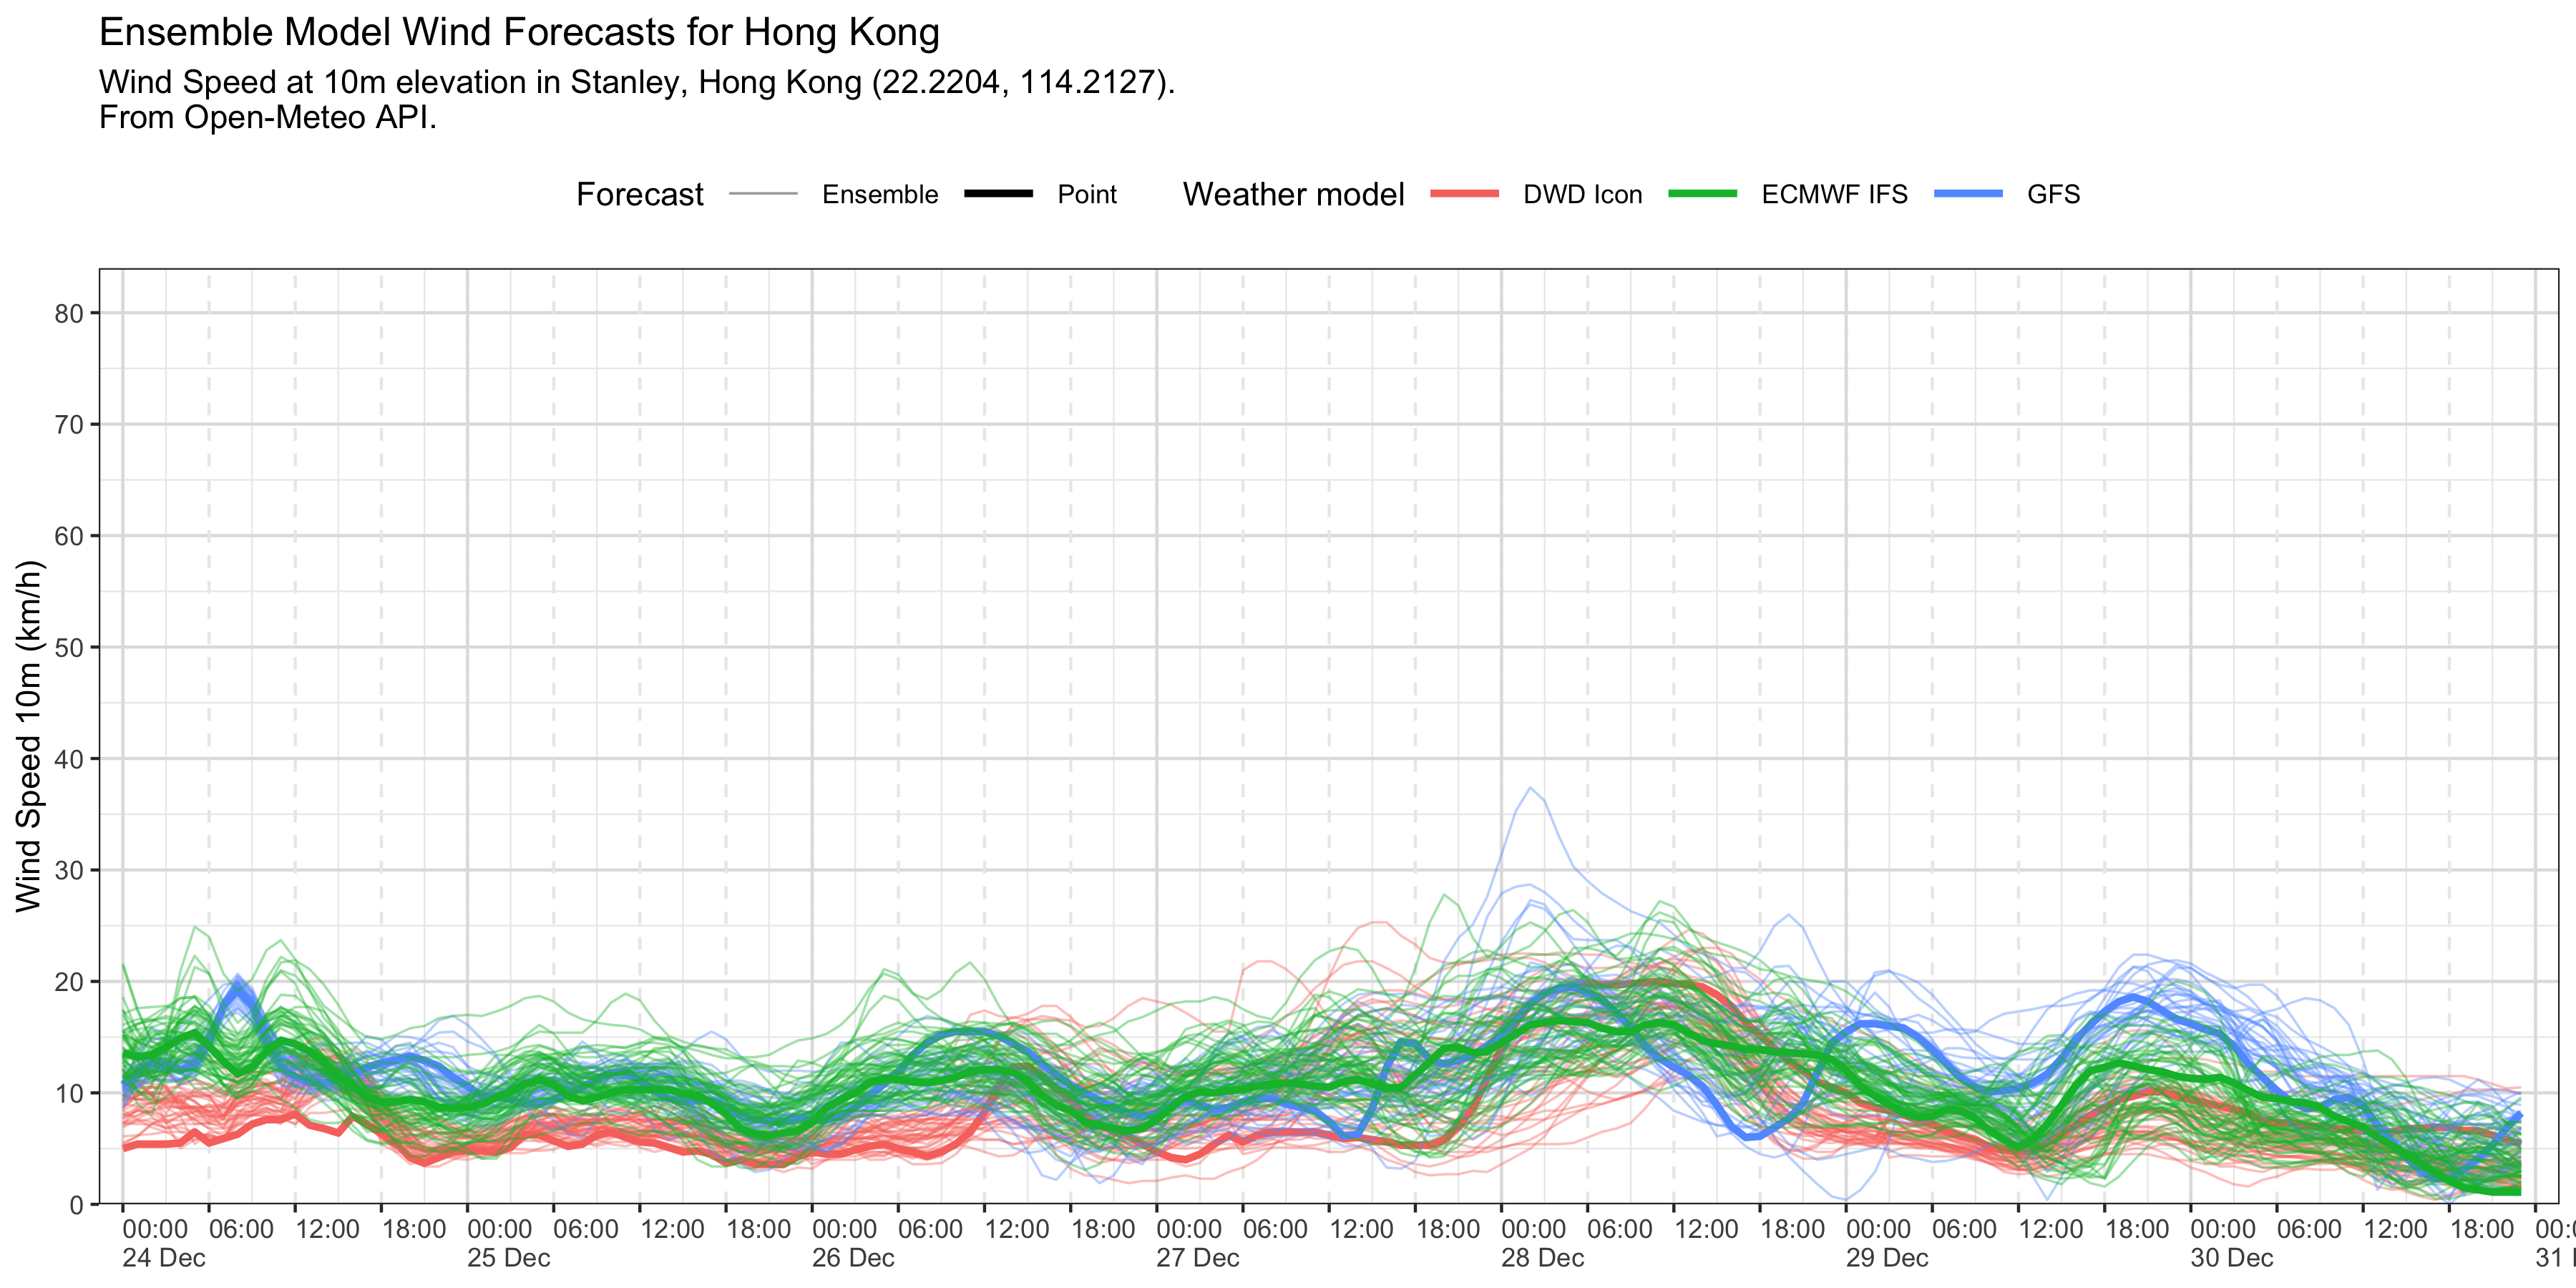 Ensemble Model Wind Forecasts for Hong Kong
Wind Speed at 10m elevation in Stanley, Hong Kong (22.2204, 114.2127).
From Open-Meteo API.
Forecast Ensemble Point Weather model DWD Icon ECMWF IFS GFS
Wind Speed 10m (km/h)
80
70
60
50
40
30
20
10
0
00:00 06:00 12:00 18:00 00:00 06:00 12:00 18:00 00:00 06:00 12:00 18:00 00:00 06:00 12:00 18:00 00:00 06:00 12:00 18:00 00:00 06:00 12:00 18:00 00:00 06:00 12:00 18:00
24 Dec 25 Dec 26 Dec 27 Dec 28 Dec 29 Dec 30 Dec 31